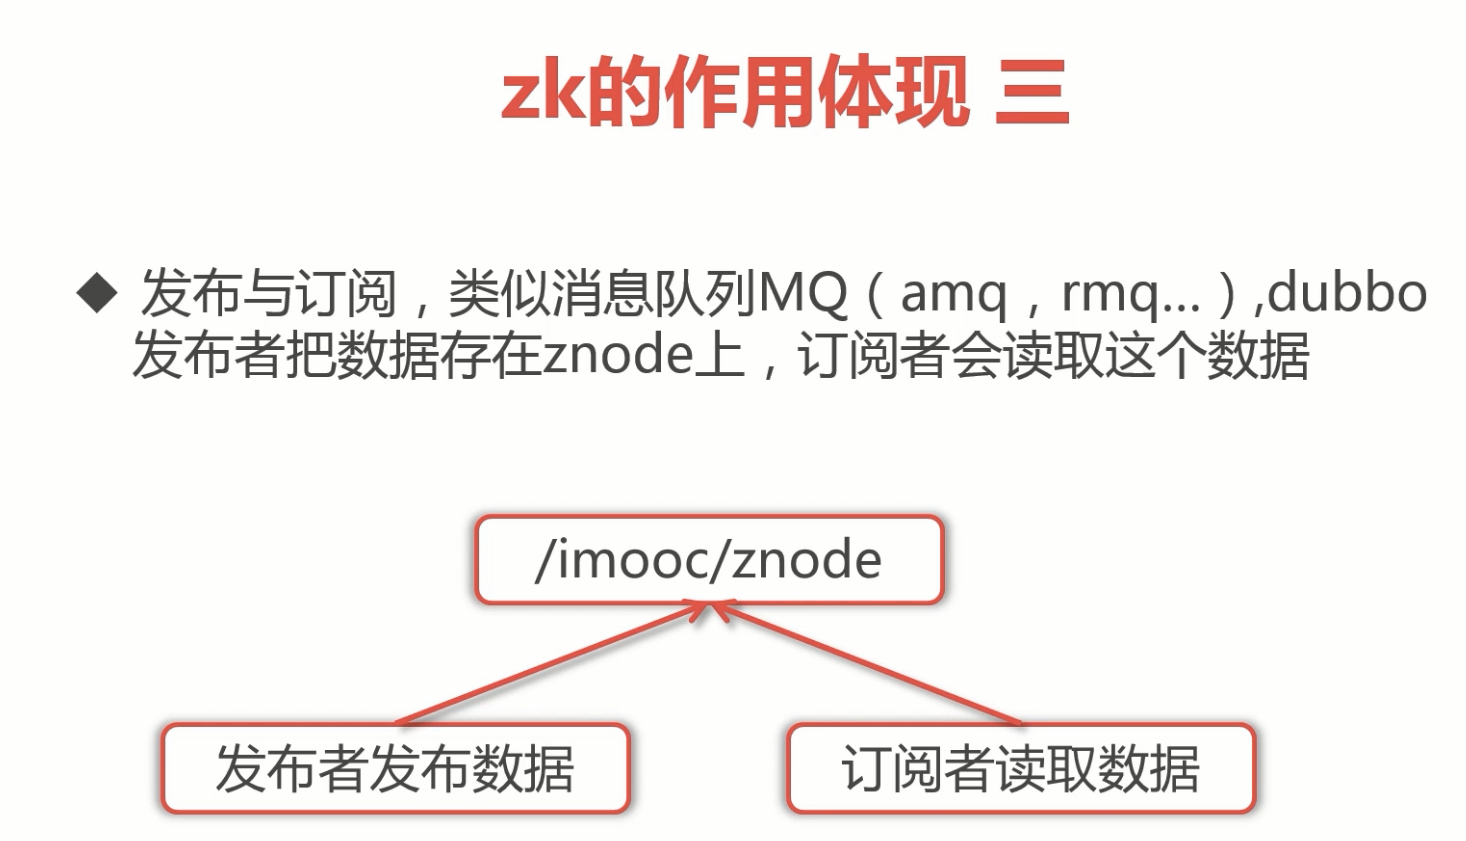 zk的作用体现 三
◆ 发布与订阅，类似消息队列MQ（amq，rmq...）,dubbo
发布者把数据存在znode上，订阅者会读取这个数据
/imooc/znode
发布者发布数据
订阅者读取数据